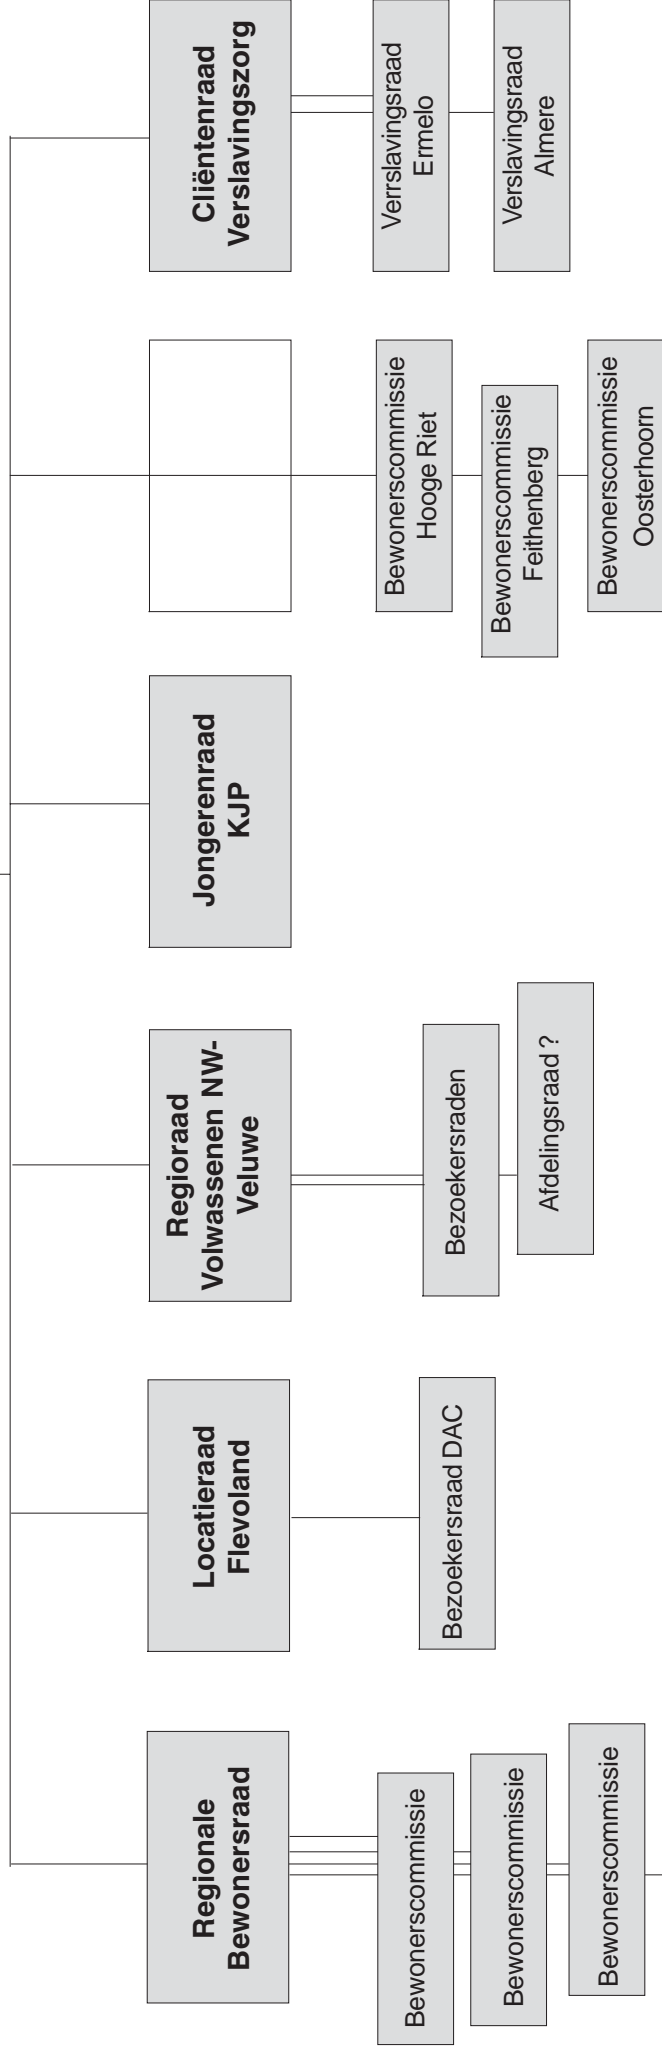 Regionale
Bewonersraad
Locatieraad
Flevoland
Regioraad
Volwassenen NW-
Veluwe
Jongerenraad
KJP
Cliëntenraad
Verslavingszorg
Bewonerscommissie
Bewonerscommissie
Bewonerscommissie
Bezoekersraad DAC
Bezoekersraden
Afdelingsraad ?
Bewonerscommissie
Hooge Riet
Bewonerscommissie
Feithenberg
Bewonerscommissie
Oosterhoorn
Verrslavingsraad
Ermelo
Verslavingsraad
Almere